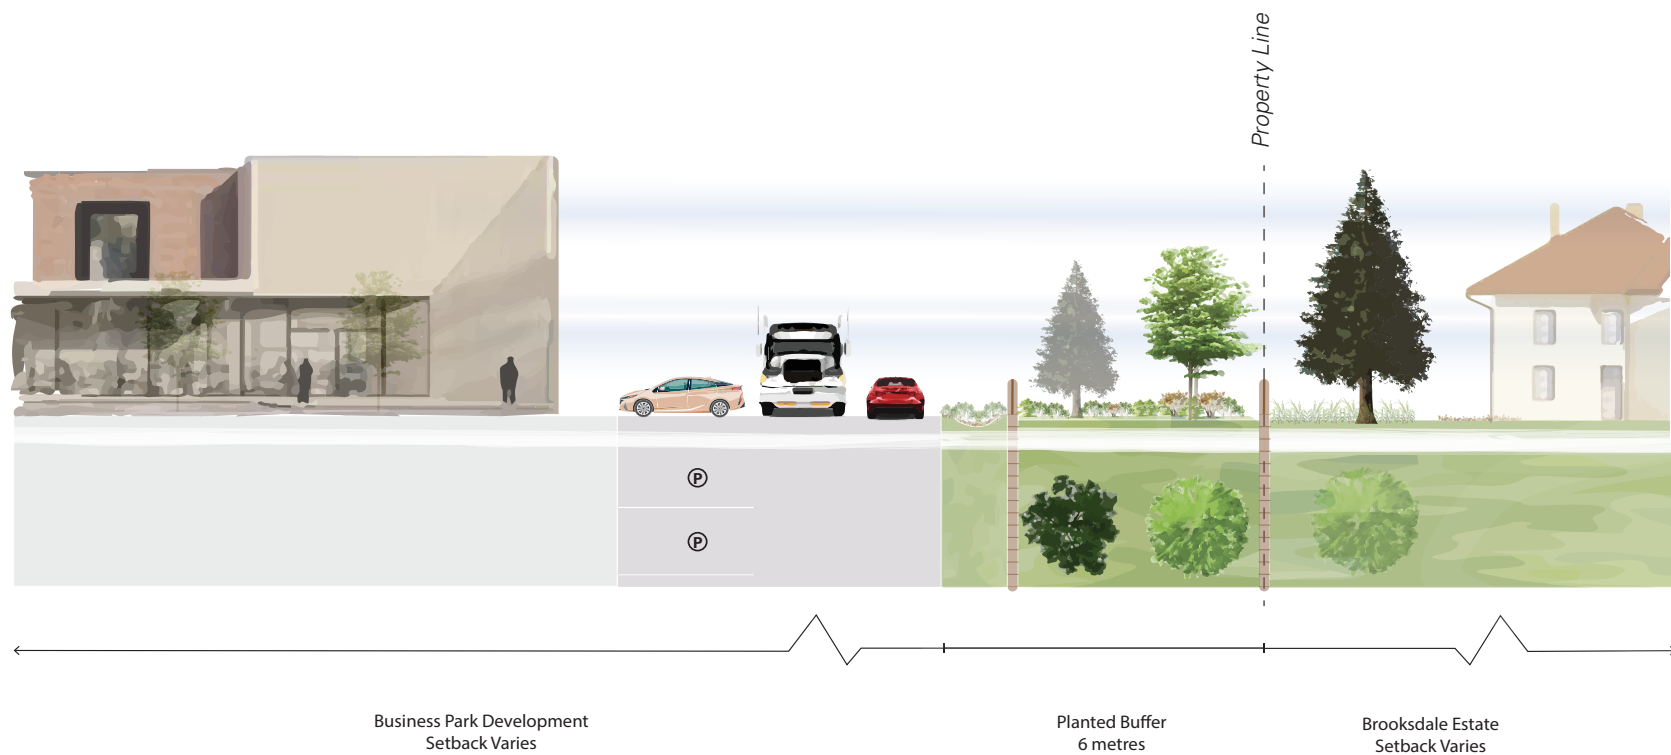 Property Line
P
P
Business Park Development
Setback Varies
Planted Buffer
6 metres
Brooksdale Estate
Setback Varies